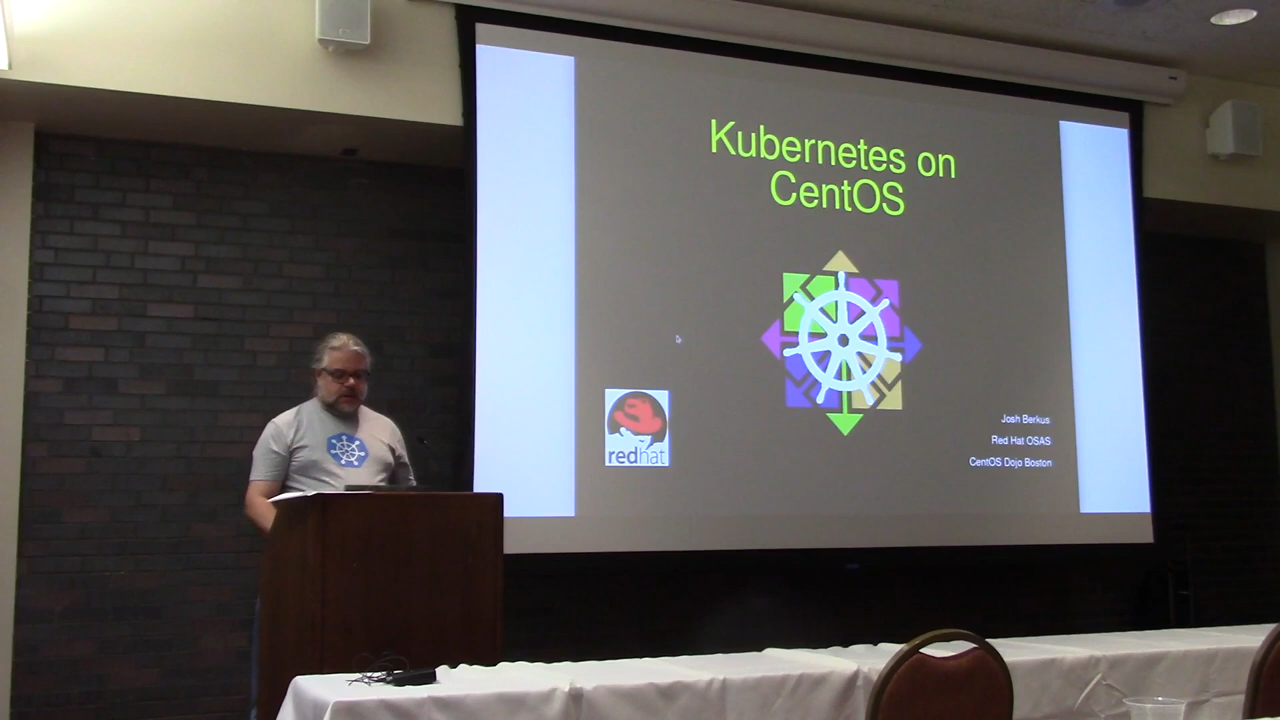 Kubernetes on
CentOS
redhat
Josh Berkus
Red Hat OSAS
CentOS Dojo Boston